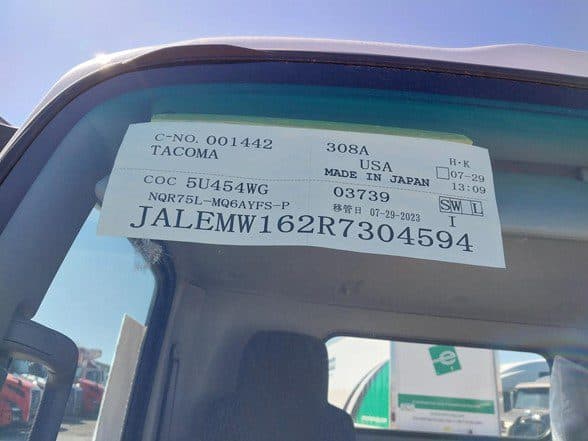 C-NO. 001442
TACOMA
308A
USA
MADE IN JAPAN
H·K
07-29
13:09
COC 5U454WG
NQR75L-MQ6AYFS-P
03739
移管日 07-29-2023
SW L
I
JALEMW162R7304594
e